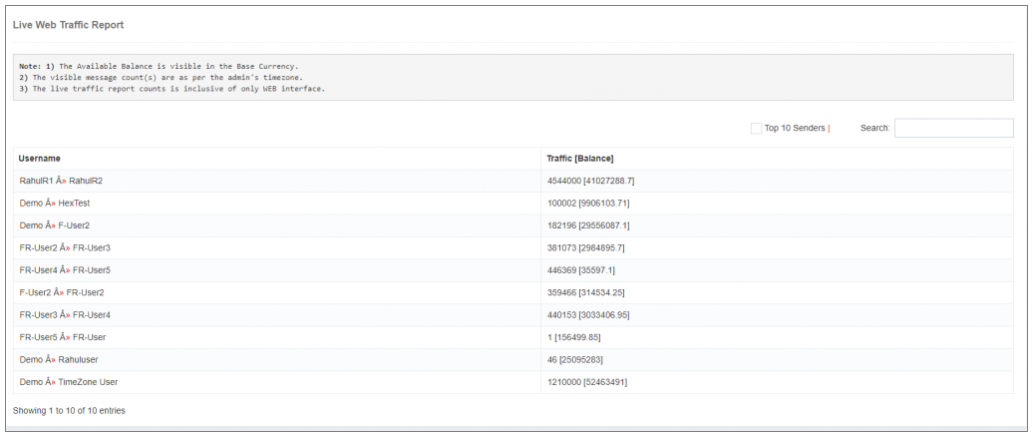 Live Web Traffic Report
Note: 1) The Available Balance is visible in the Base Currency.
2) The visible message count(s) are as per the admin's timezone.
3) The live traffic report counts is inclusive of only WEB interface.
Top 10 Senders | Search:
Username Traffic [Balance]
RahulR1 Â» RahulR2 4544000 [41027288.7]
Demo Â» HexTest 100002 [9906103.71]
Demo Â» F-User2 182196 [29556087.1]
FR-User2 Â» FR-User3 381073 [2984895.7]
FR-User4 Â» FR-User5 446369 [35597.1]
F-User2 Â» FR-User2 359466 [314534.25]
FR-User3 Â» FR-User4 440153 [3033406.95]
FR-User5 Â» FR-User 1 [156499.85]
Demo Â» Rahuluser 46 [25095283]
Demo Â» TimeZone User 1210000 [52463491]
Showing 1 to 10 of 10 entries